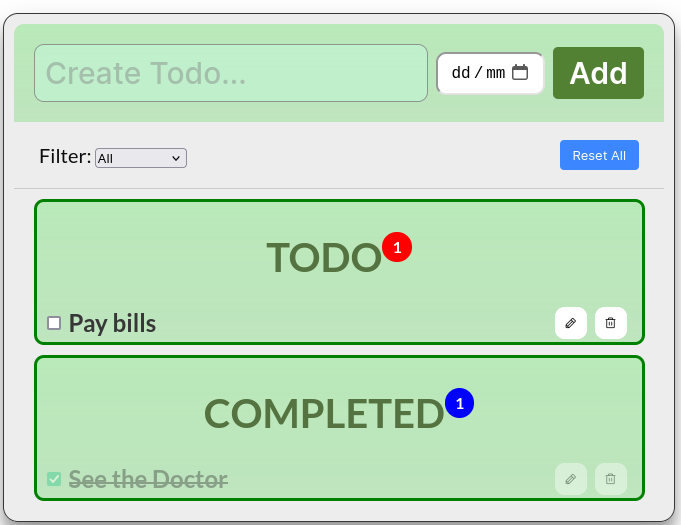 Create Todo...
dd/mm
Add
Filter: All
Reset All
TODO 1
Pay bills
COMPLETED 1
See the Doctor